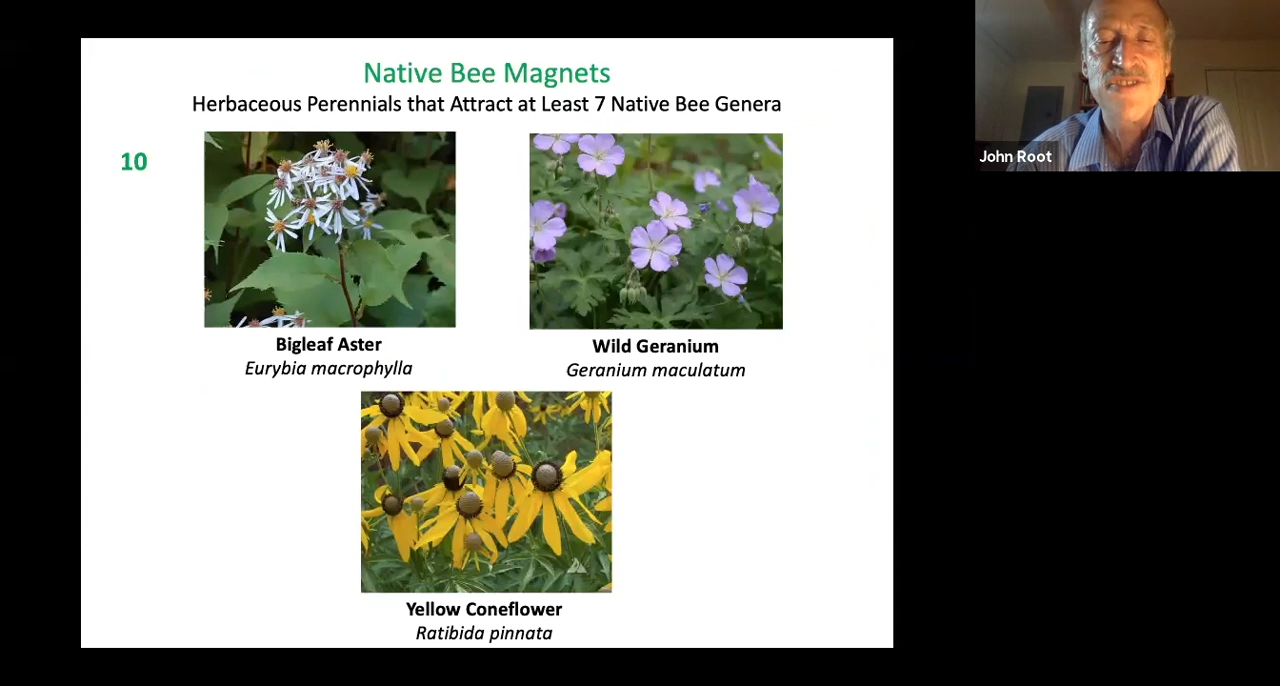 Native Bee Magnets
Herbaceous Perennials that Attract at Least 7 Native Bee Genera
10
John Root
Bigleaf Aster
Eurybia macrophylla
Wild Geranium
Geranium maculatum
Yellow Coneflower
Ratibida pinnata